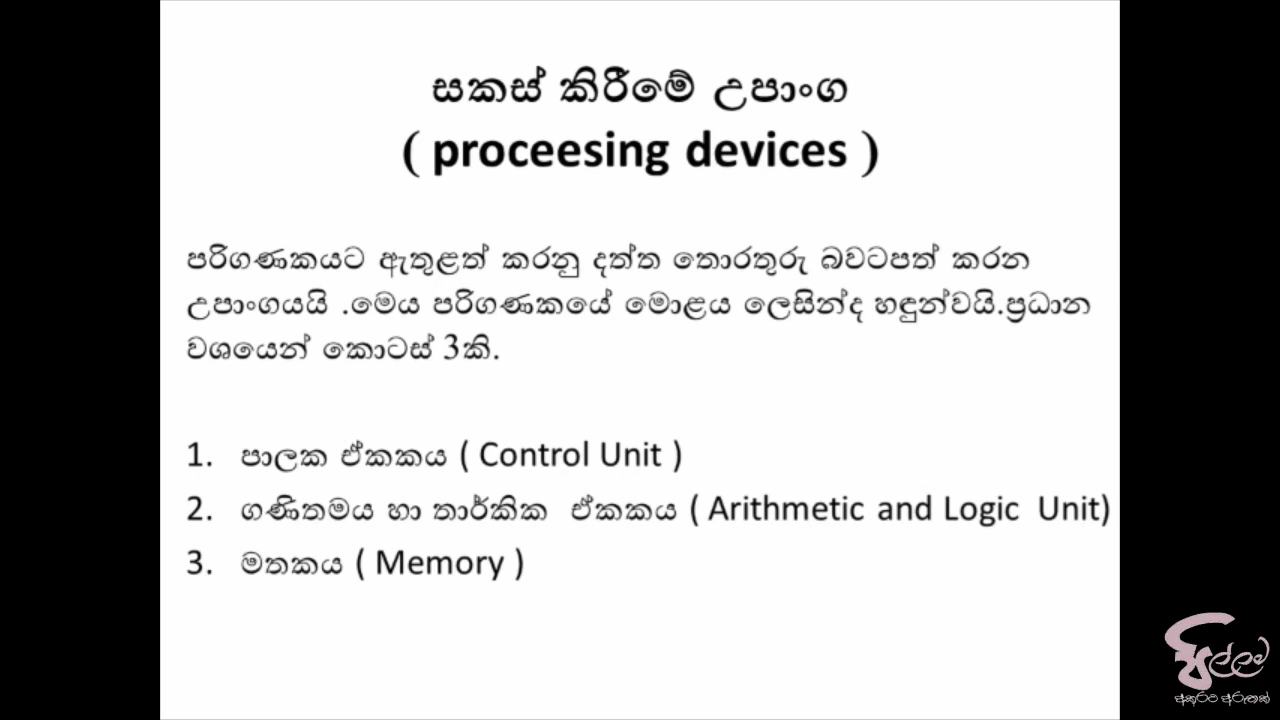 සකස් කිරීමේ උපාංග
( proceesing devices )
පරිගණකයට ඇතුළත් කරනු දත්ත තොරතුරු බවටපත් කරන
උපාංගයයි .මෙය පරිගණකයේ මොළය ලෙසින්ද හඳුන්වයි.ප්‍රධාන
වශයෙන් කොටස් 3කි.
1. පාලක ඒකකය ( Control Unit )
2. ගණිතමය හා තාර්කික ඒකකය ( Arithmetic and Logic Unit)
3. මතකය ( Memory )